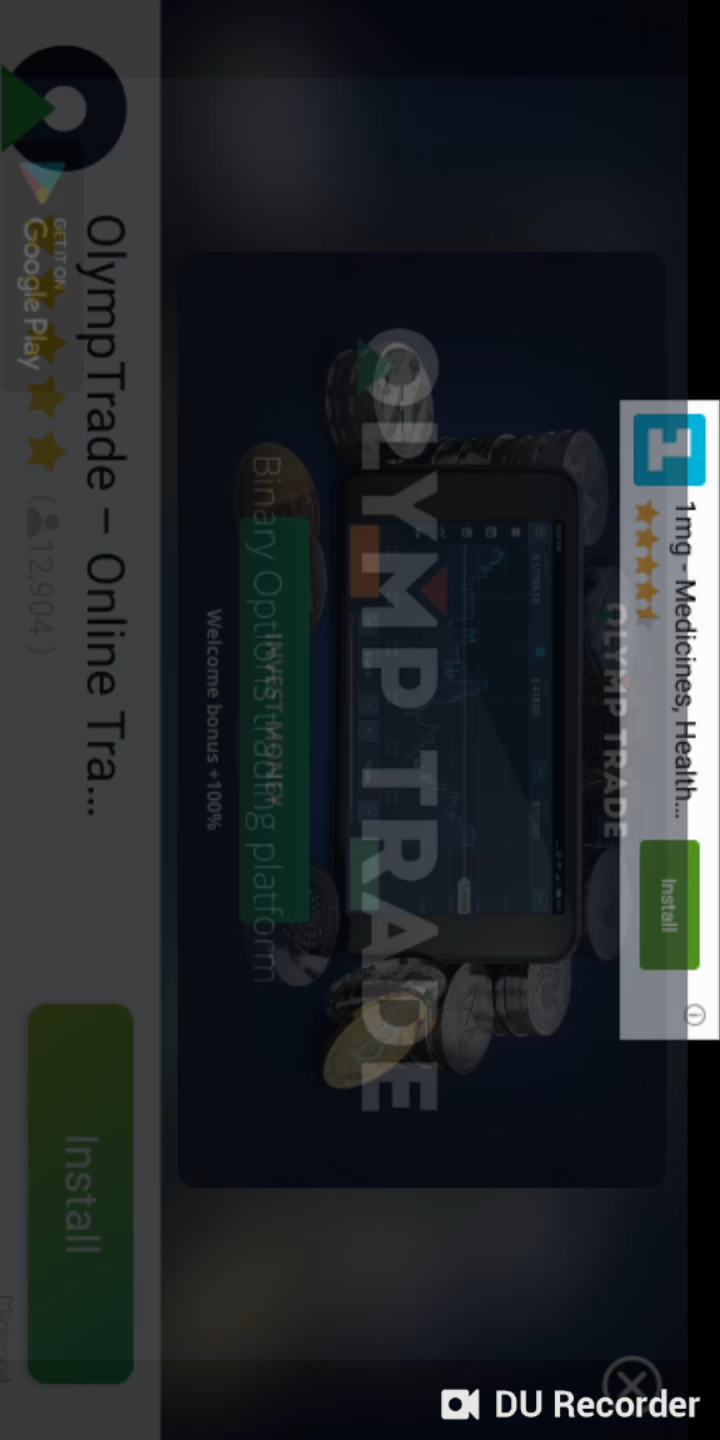 1mg - Medicines, Health...
Install
OLYMP TRADE
OLYMP TRADE
Binary Options trading platform
INVEST MONEY
Welcome bonus +100%
OlympTrade – Online Tra...
(12,904)
GET IT ON
Google Play
Install
DU Recorder